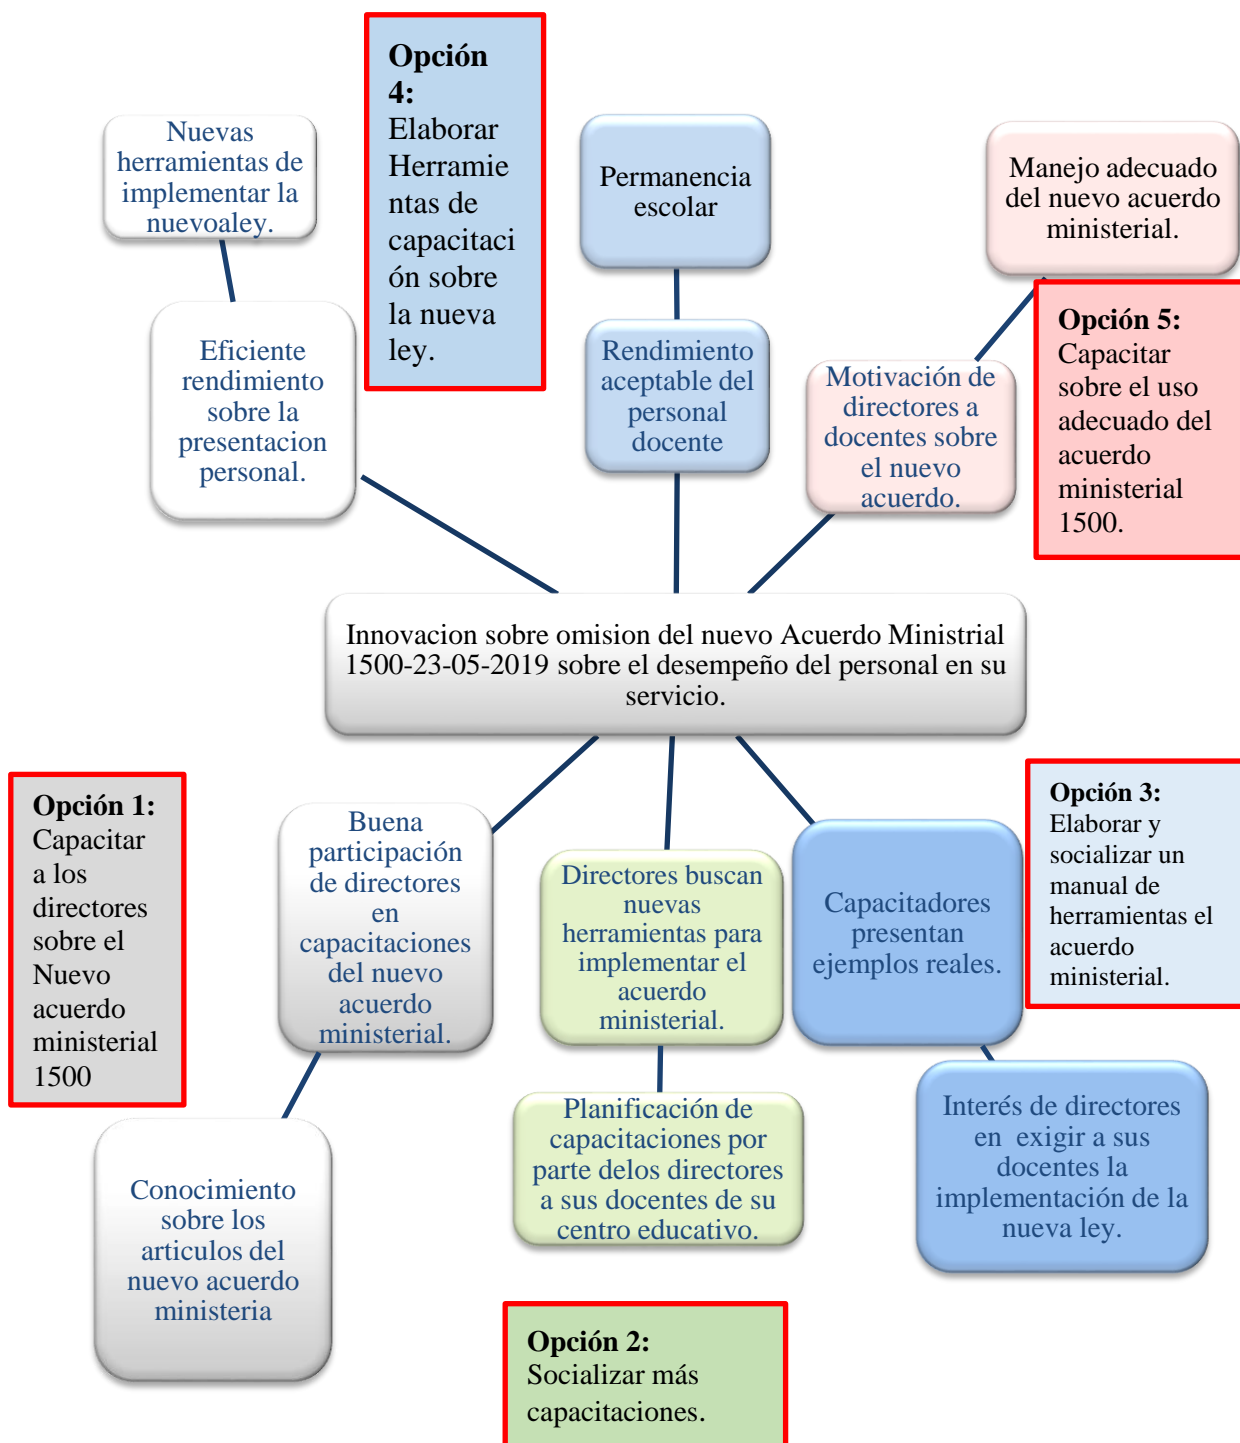 Opción
4:
Elaborar
Herramie
ntas de
capacitaci
ón sobre
la nueva
ley.
Nuevas
herramientas de
implementar la
nuevoaley.
Permanencia
escolar
Manejo adecuado
del nuevo acuerdo
ministerial.
Eficiente
rendimiento
sobre la
presentacion
personal.
Rendimiento
aceptable del
personal
docente
Motivación de
directores a
docentes sobre
el nuevo
acuerdo.
Opción 5:
Capacitar
sobre el uso
adecuado del
acuerdo
ministerial
1500.
Innovacion sobre omision del nuevo Acuerdo Ministrial
1500-23-05-2019 sobre el desempeño del personal en su
servicio.
Opción 1:
Capacitar
a los
directores
sobre el
Nuevo
acuerdo
ministerial
1500
Buena
participación
de directores
en
capacitaciones
del nuevo
acuerdo
ministerial.
Directores buscan
nuevas
herramientas para
implementar el
acuerdo
ministerial.
Capacitadores
presentan
ejemplos reales.
Opción 3:
Elaborar y
socializar un
manual de
herramientas el
acuerdo
ministerial.
Conocimiento
sobre los
articulos del
nuevo acuerdo
ministeria
Planificación de
capacitaciones por
parte delos directores
a sus docentes de su
centro educativo.
Interés de directores
en  exigir a sus
docentes la
implementación de la
nueva ley.
Opción 2:
Socializar más
capacitaciones.